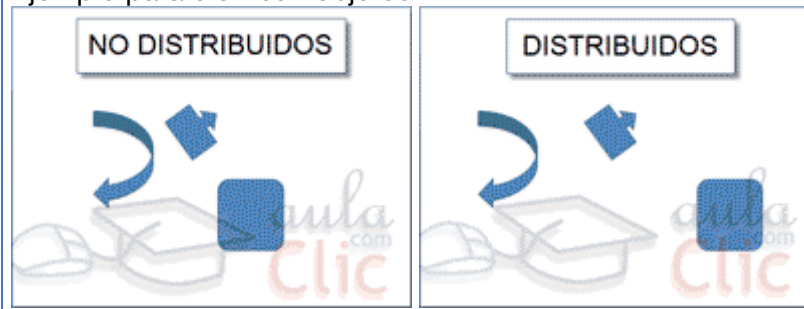 NO DISTRIBUIDOS
DISTRIBUIDOS
aula
.com
Clic
aula
.com
Clic